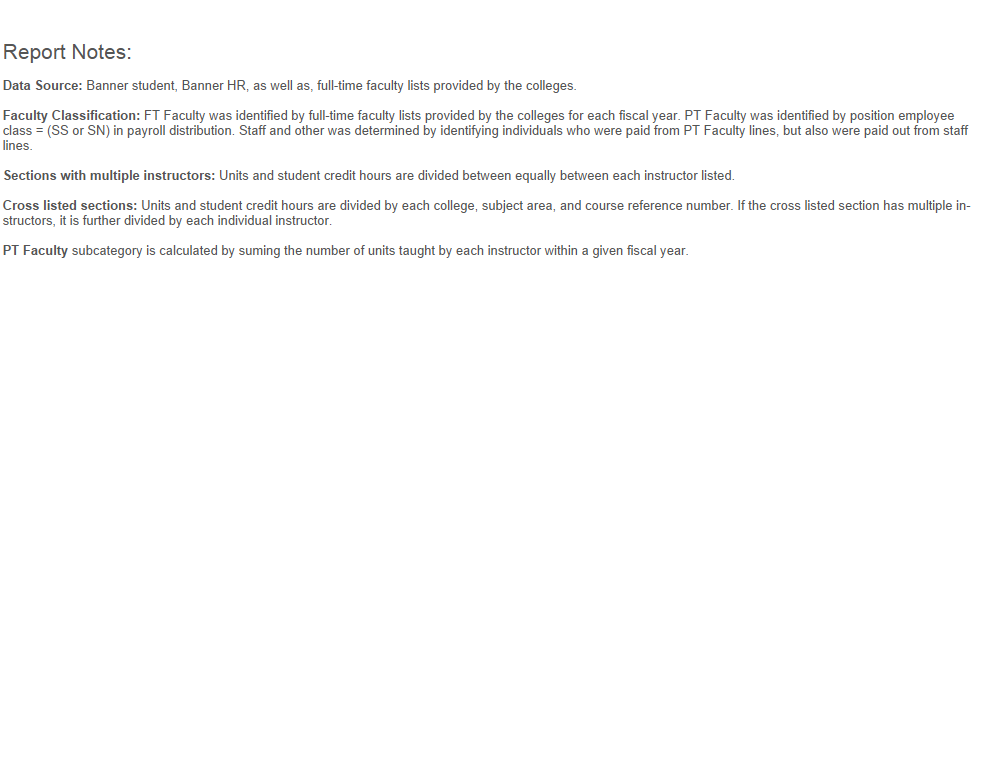 Report Notes:
Data Source: Banner student, Banner HR, as well as, full-time faculty lists provided by the colleges.
Faculty Classification: FT Faculty was identified by full-time faculty lists provided by the colleges for each fiscal year. PT Faculty was identified by position employee
class = (SS or SN) in payroll distribution. Staff and other was determined by identifying individuals who were paid from PT Faculty lines, but also were paid out from staff
lines.
Sections with multiple instructors: Units and student credit hours are divided between equally between each instructor listed.
Cross listed sections: Units and student credit hours are divided by each college, subject area, and course reference number. If the cross listed section has multiple in-
structors, it is further divided by each individual instructor.
PT Faculty subcategory is calculated by suming the number of units taught by each instructor within a given fiscal year.